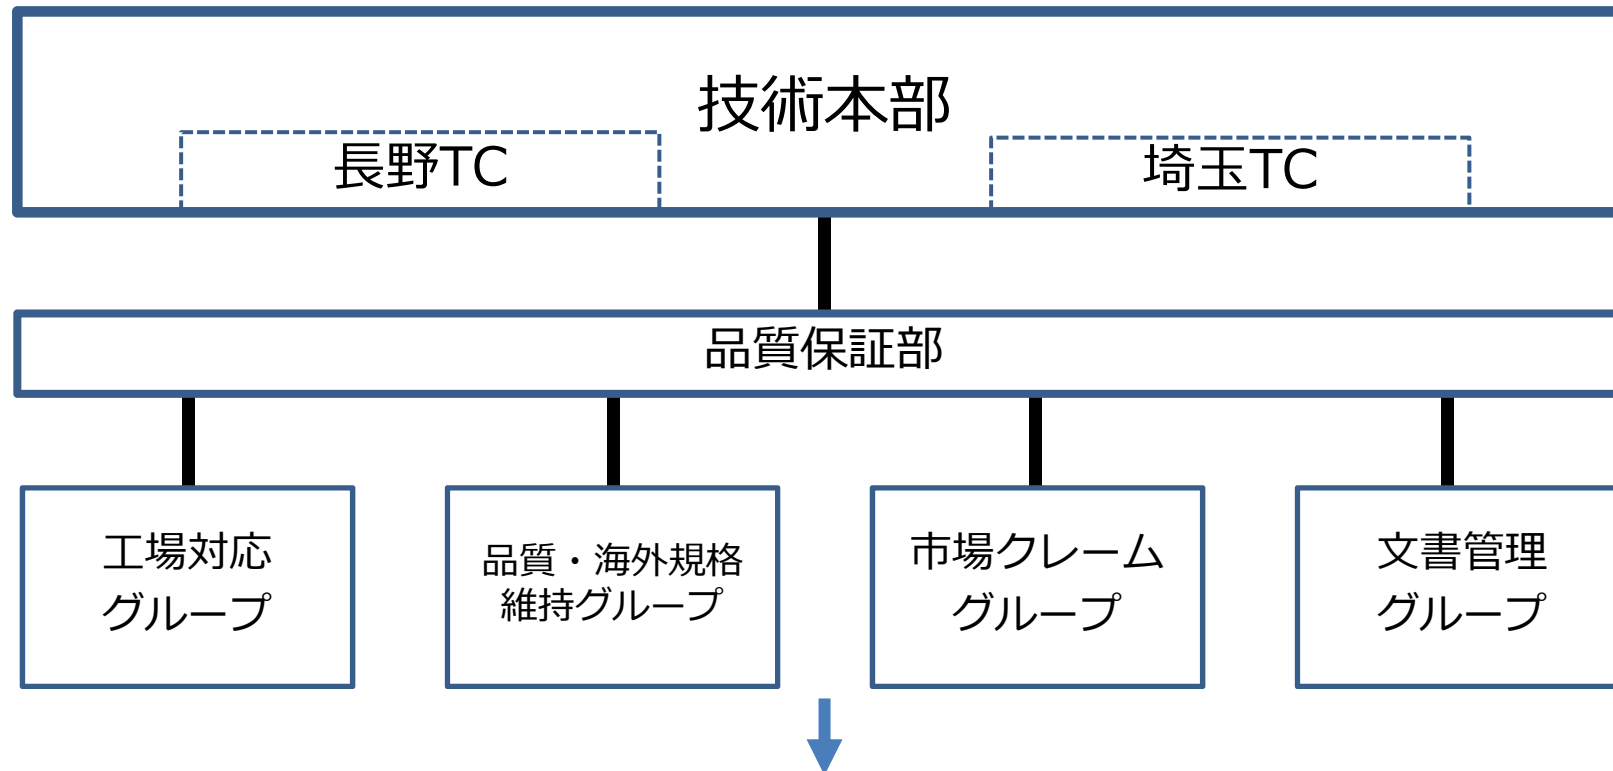 技術本部
長野TC
埼玉TC
品質保証部
工場対応
グループ
品質・海外規格
維持グループ
市場クレーム
グループ
文書管理
グループ